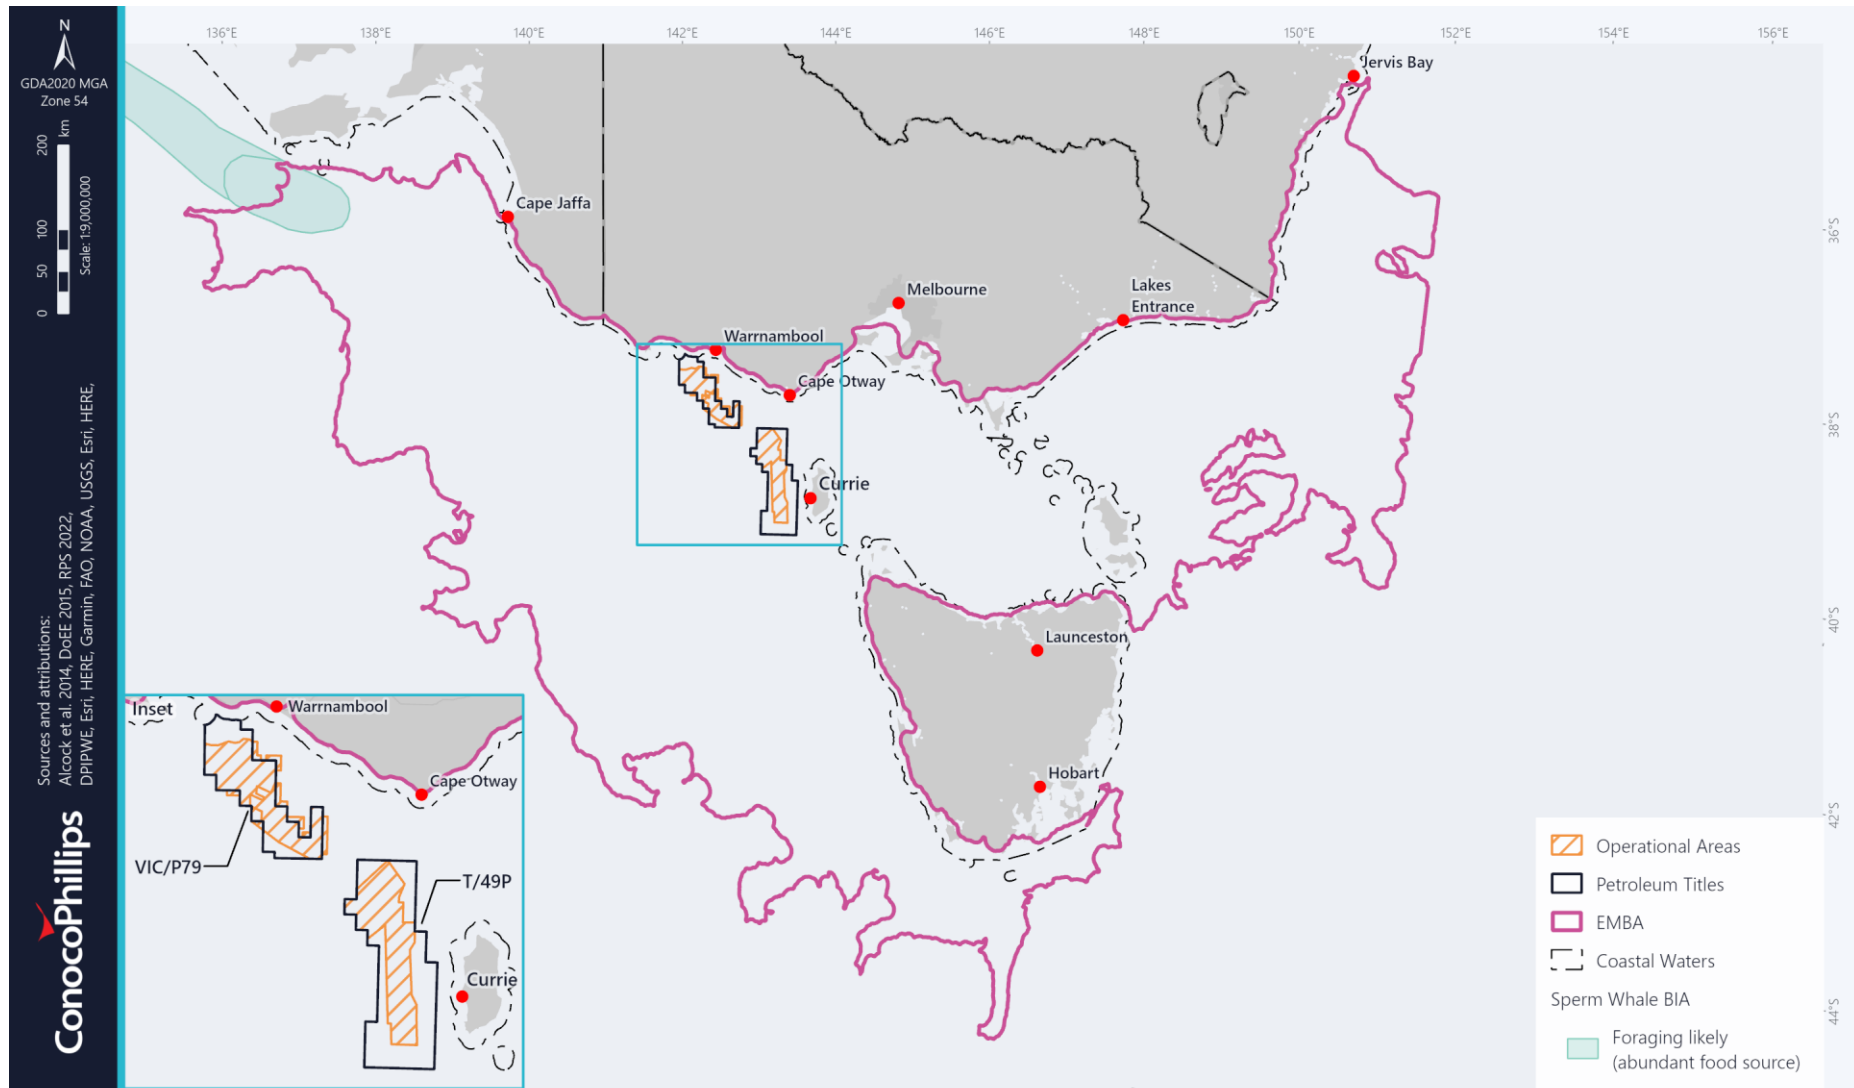 N
GDA2020 MGA
Zone 54
0 50 100 200
km
Scale: 1:9,000,000
Sources and attributions:
Alcock et al. 2014, DoEE 2015, RPS 2022,
DPIPWE, Esri, HERE, Garmin, FAO, NOAA, USGS, Esri, HERE,
ConocoPhillips
136°E 138°E 140°E 142°E 144°E 146°E 148°E 150°E 152°E 154°E 156°E
Jervis Bay
Cape Jaffa
36°S
Melbourne
Lakes
Entrance
Warrnambool
Cape Otway
38°S
Currie
40°S
Launceston
Hobart
42°S
44°S
Inset
Warrnambool
Cape Otway
VIC/P79
T/49P
Currie
Operational Areas
Petroleum Titles
EMBA
Coastal Waters
Sperm Whale BIA
Foraging likely
(abundant food source)